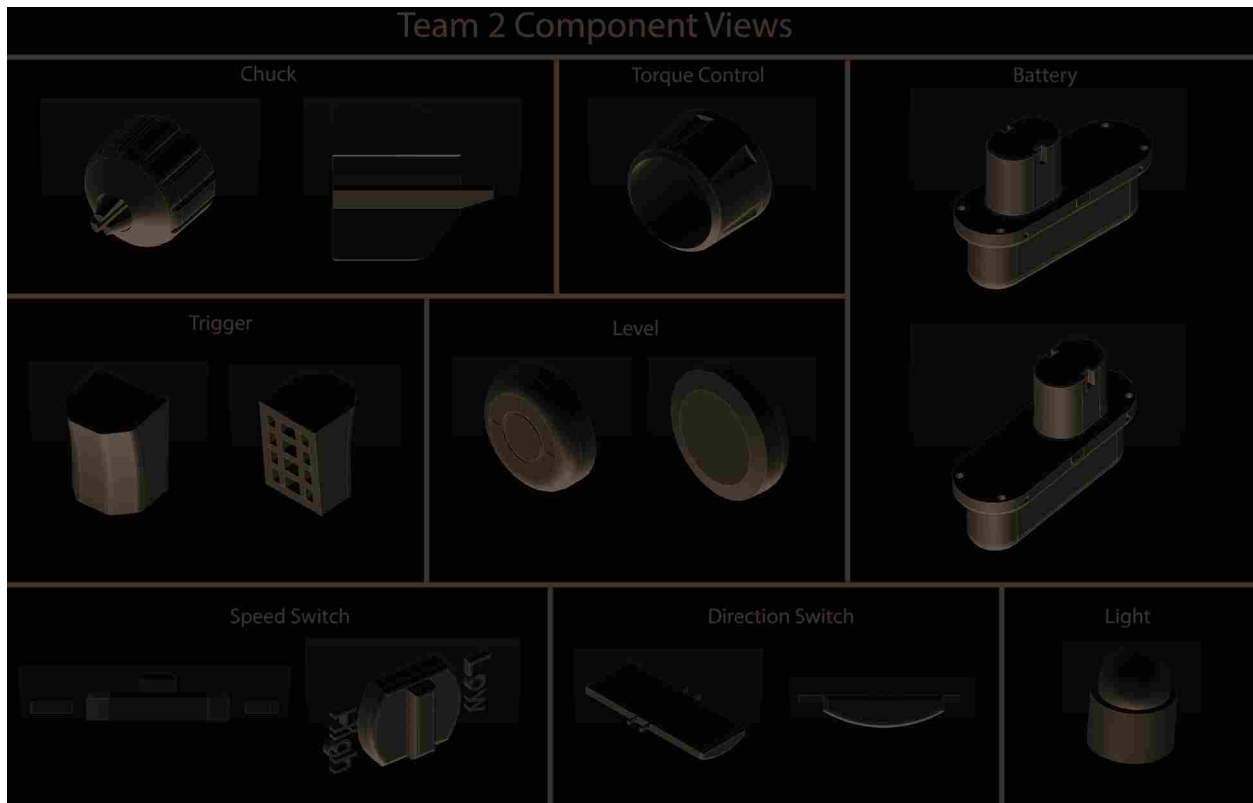 Team 2 Component Views
Chuck
Torque Control
Battery
Trigger
Level
Speed Switch
High
Low
Direction Switch
Light